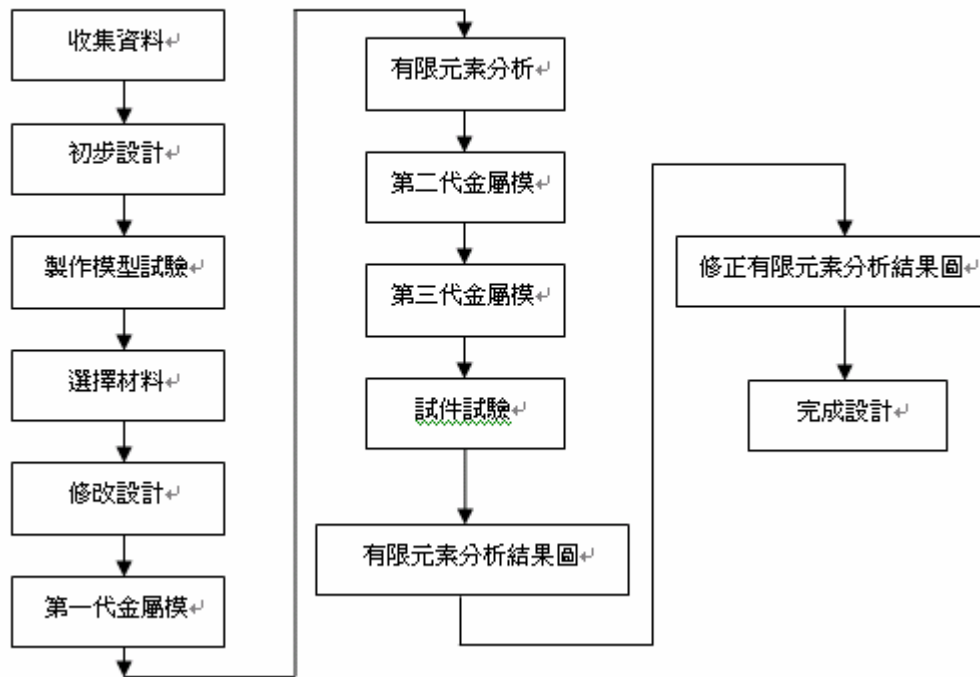 收集資料
初步設計
製作模型試驗
選擇材料
修改設計
第一代金屬模
有限元素分析
第二代金屬模
第三代金屬模
試件試驗
有限元素分析結果圖
修正有限元素分析結果圖
完成設計